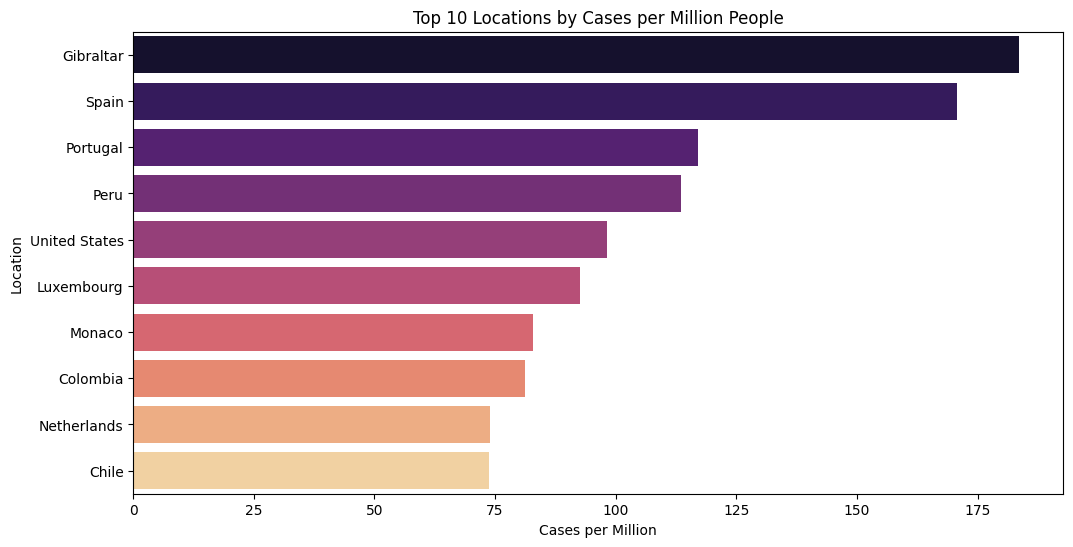 Top 10 Locations by Cases per Million People
Location
Gibraltar
Spain
Portugal
Peru
United States
Luxembourg
Monaco
Colombia
Netherlands
Chile
0 25 50 75 100 125 150 175
Cases per Million